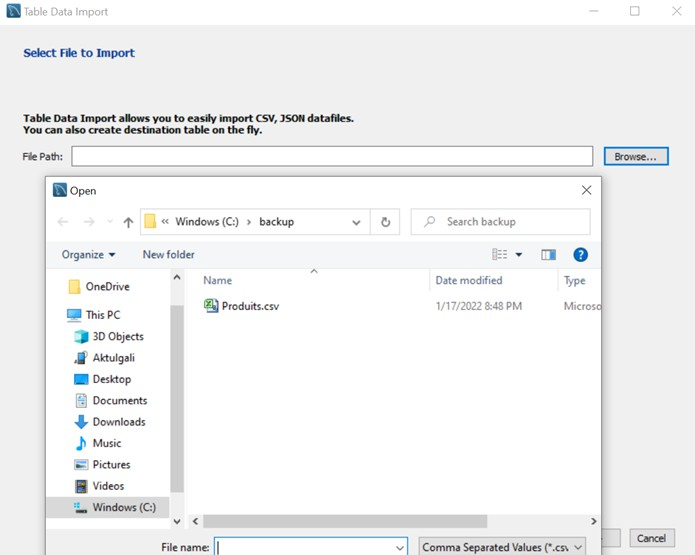 Table Data Import
Select File to Import
Table Data Import allows you to easily import CSV, JSON datafiles.
You can also create destination table on the fly.
File Path:
Browse...
Open
« Windows (C:) › backup
Search backup
Organize
New folder
?
Name
Date modified
Type
OneDrive
Produits.csv
1/17/2022 8:48 PM
Microso
This PC
3D Objects
Aktulgali
Desktop
Documents
Downloads
Music
Pictures
Videos
Windows (C:)
File name:
Comma Separated Values (*.csv
Cancel